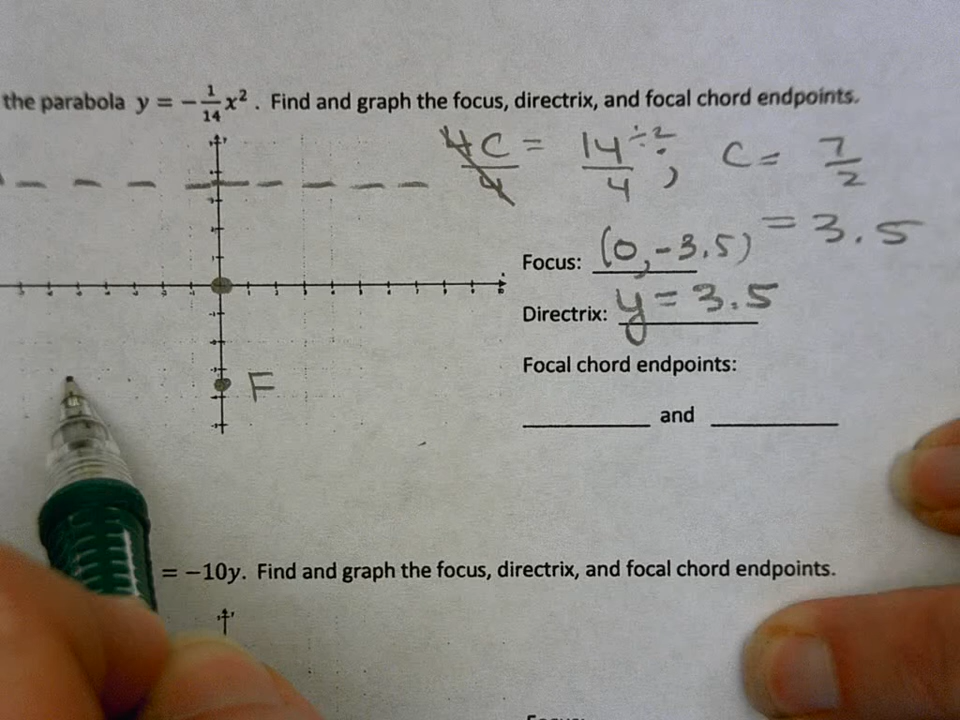 the parabola y = -1/14 x². Find and graph the focus, directrix, and focal chord endpoints.
4C/4 = 14/4 ÷2 ; C = 7/2
= 3.5
Focus: (0, -3.5)
Directrix: y = 3.5
F
Focal chord endpoints:
and
= −10y. Find and graph the focus, directrix, and focal chord endpoints.